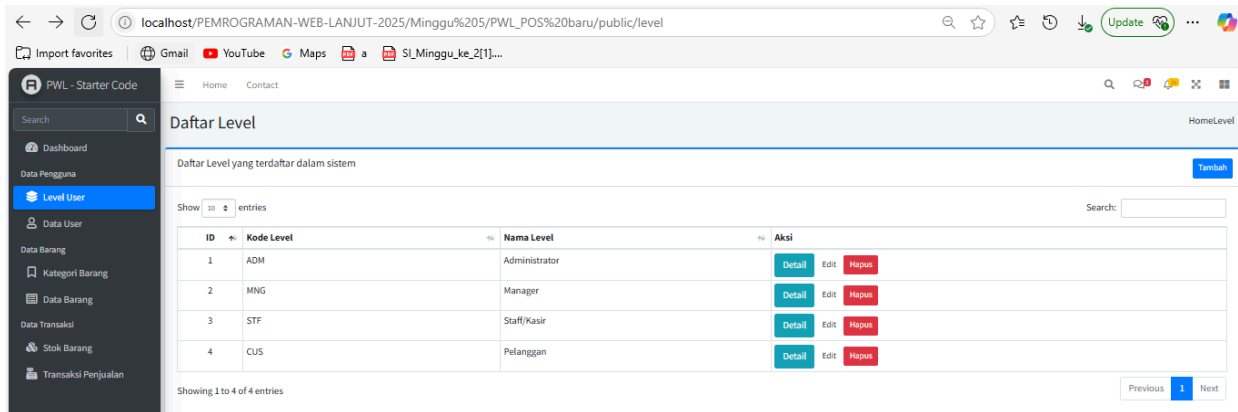 localhost/PEMROGRAMAN-WEB-LANJUT-2025/Minggu%205/PWL_POS%20baru/public/level
Update
Import favorites Gmail YouTube Maps a SI_Minggu_ke_2[1]....
PWL - Starter Code
Home Contact
Search
Daftar Level
HomeLevel
Dashboard
Data Pengguna
Level User
Data User
Data Barang
Kategori Barang
Data Barang
Data Transaksi
Stok Barang
Transaksi Penjualan
Daftar Level yang terdaftar dalam sistem
Tambah
Show 10 entries
Search:
ID Kode Level Nama Level Aksi
1 ADM Administrator Detail Edit Hapus
2 MNG Manager Detail Edit Hapus
3 STF Staff/Kasir Detail Edit Hapus
4 CUS Pelanggan Detail Edit Hapus
Showing 1 to 4 of 4 entries
Previous 1 Next